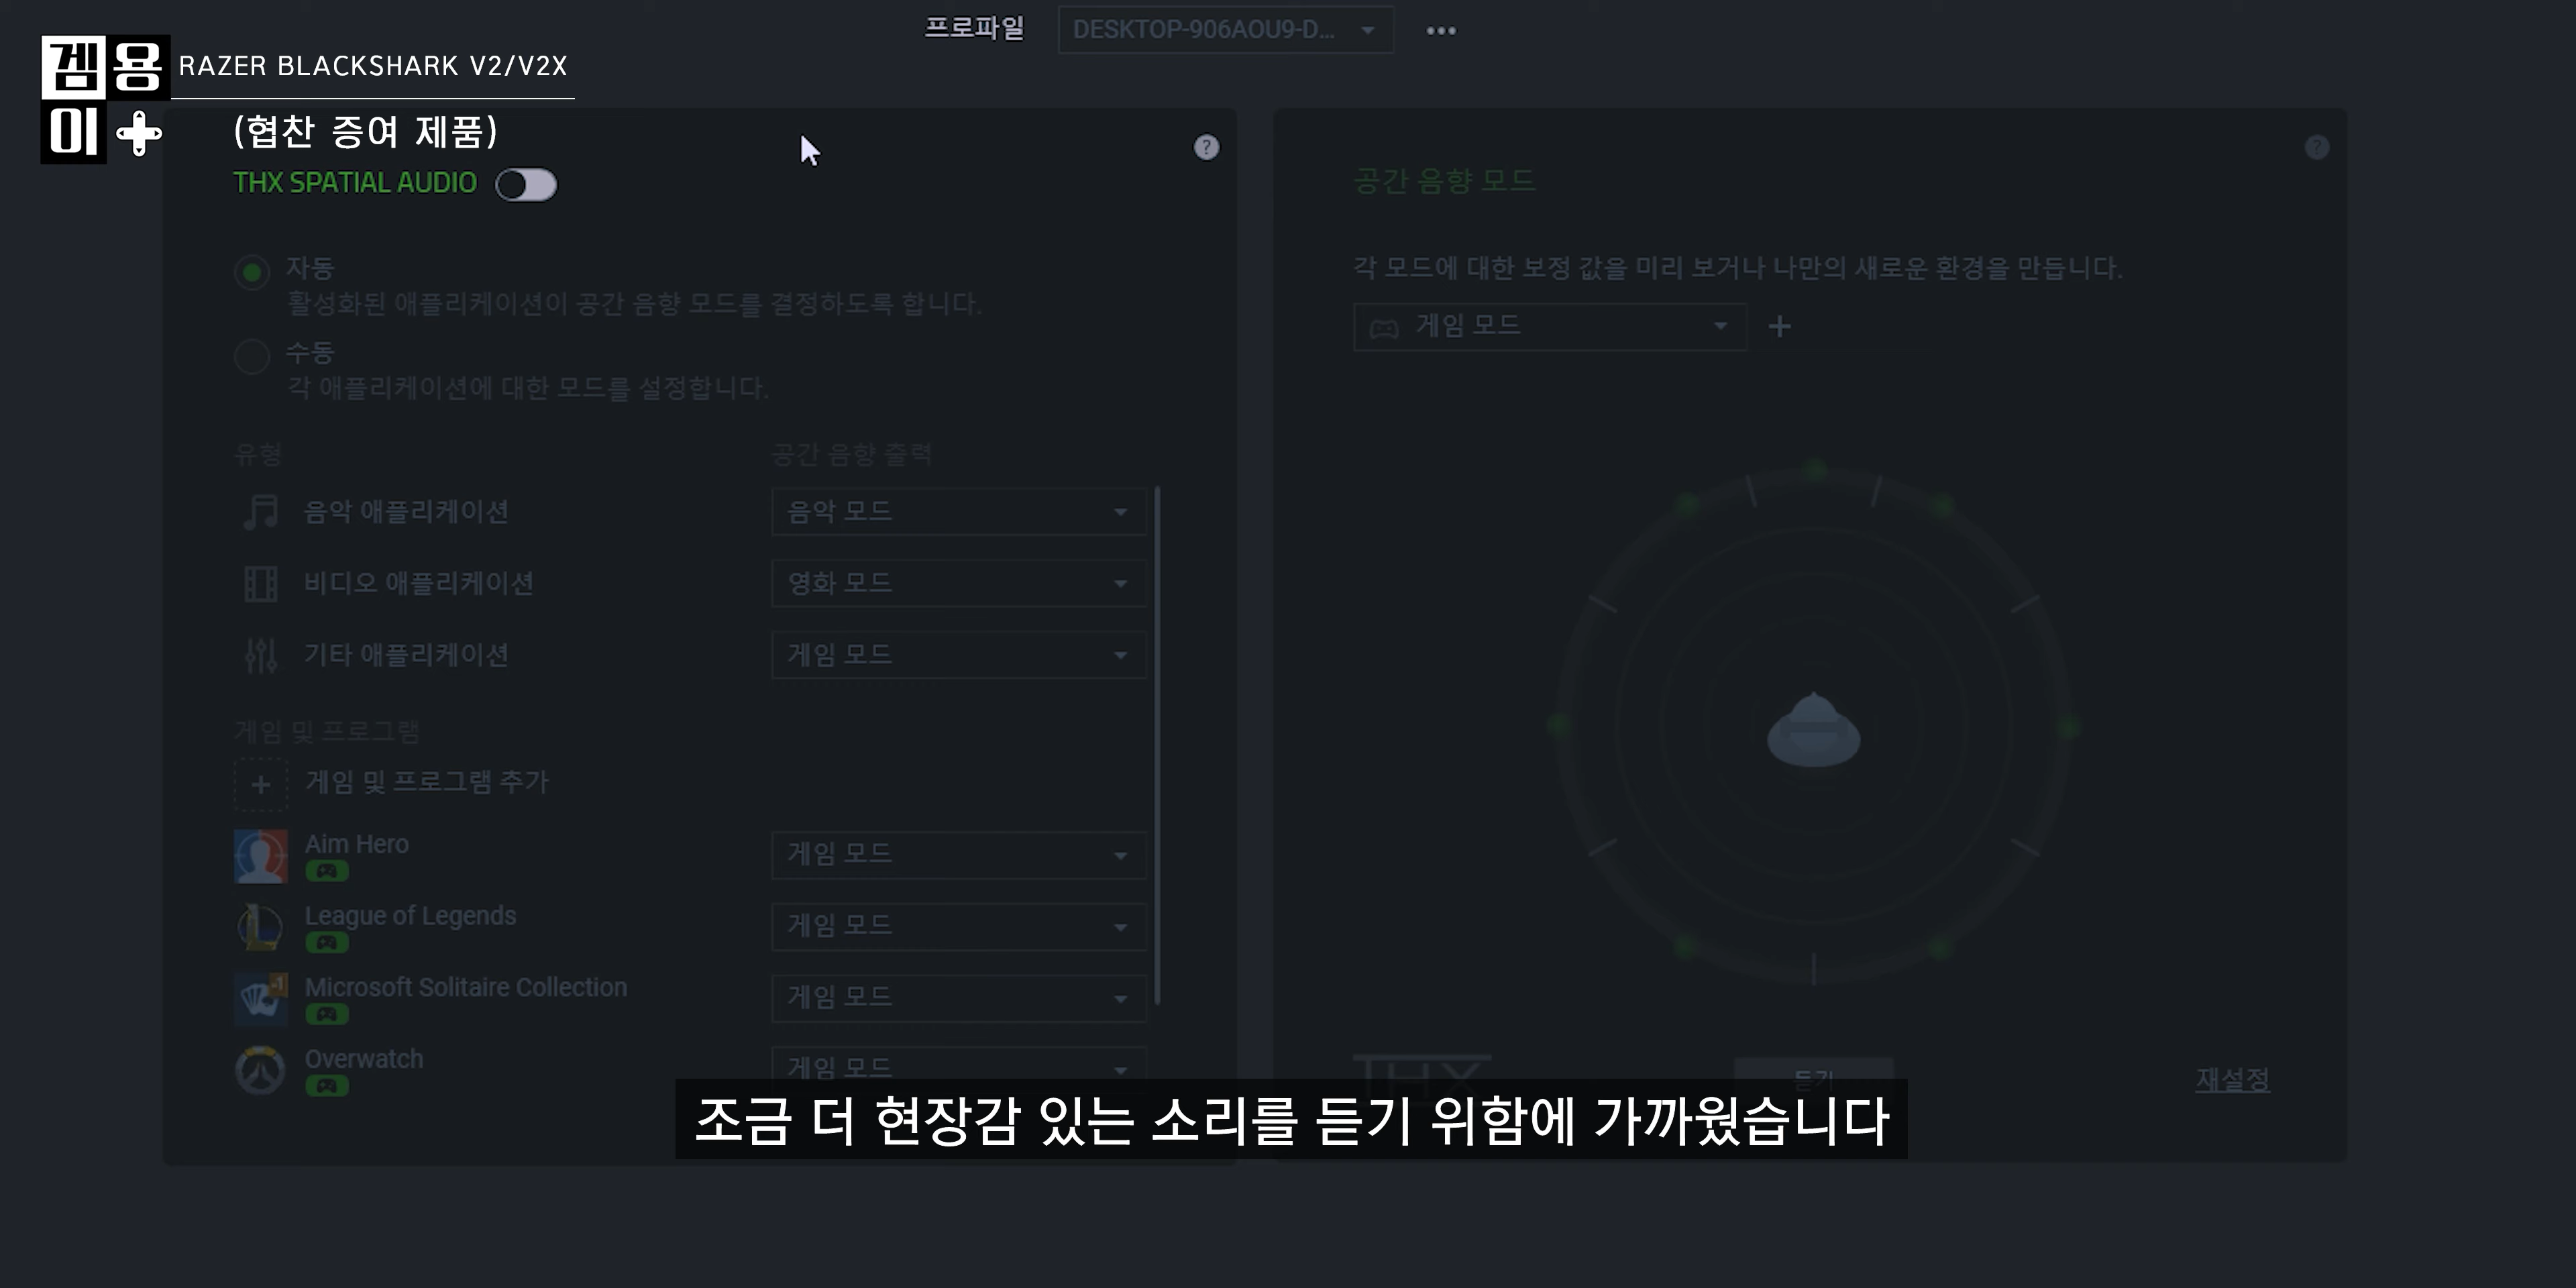 프로파일 DESKTOP-906AOU9-D...
겜용이
RAZER BLACKSHARK V2/V2X
(협찬 증여 제품)
THX SPATIAL AUDIO
자동
활성화된 애플리케이션이 공간 음향 모드를 결정하도록 합니다.
수동
각 애플리케이션에 대한 모드를 설정합니다.
유형 공간 음향 출력
음악 애플리케이션 음악 모드
비디오 애플리케이션 영화 모드
기타 애플리케이션 게임 모드
게임 및 프로그램
게임 및 프로그램 추가
Aim Hero 게임 모드
League of Legends 게임 모드
Microsoft Solitaire Collection 게임 모드
Overwatch 게임 모드
공간 음향 모드
각 모드에 대한 보정 값을 미리 보거나 나만의 새로운 환경을 만듭니다.
게임 모드
THX 듣기 재설정
조금 더 현장감 있는 소리를 듣기 위함에 가까웠습니다